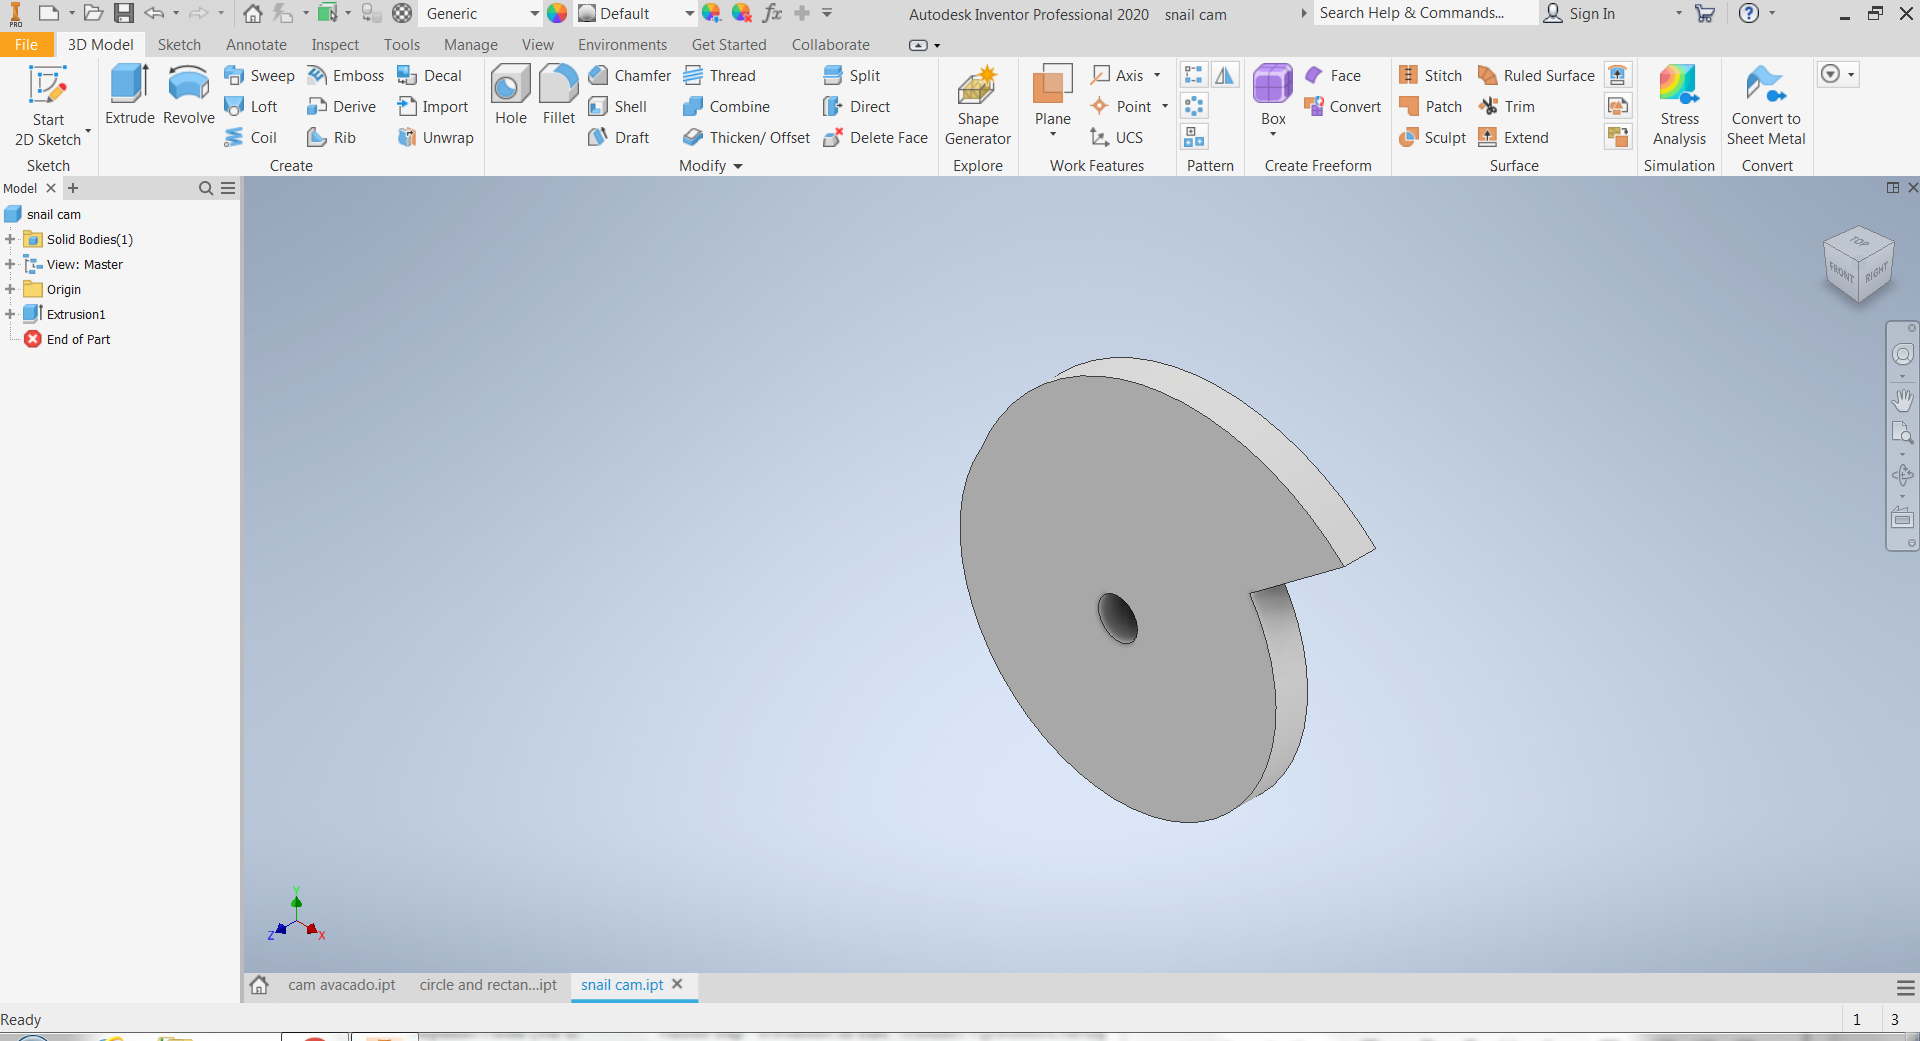 PRO
Generic
Default
fx
Autodesk Inventor Professional 2020 snail cam
Search Help & Commands...
Sign In
?
File 3D Model Sketch Annotate Inspect Tools Manage View Environments Get Started Collaborate
Start
2D Sketch
Sketch
Extrude
Revolve
Sweep
Loft
Coil
Emboss
Derive
Rib
Decal
Import
Unwrap
Create
Hole
Fillet
Chamfer
Shell
Draft
Thread
Combine
Thicken/ Offset
Split
Direct
Delete Face
Modify
Shape
Generator
Explore
Plane
Axis
Point
UCS
Work Features
Pattern
Box
Face
Convert
Create Freeform
Stitch
Patch
Sculpt
Ruled Surface
Trim
Extend
Surface
Stress
Analysis
Simulation
Convert to
Sheet Metal
Convert
Model
snail cam
Solid Bodies(1)
View: Master
Origin
Extrusion1
End of Part
TOP
FRONT
RIGHT
Y
Z
X
cam avacado.ipt
circle and rectan...ipt
snail cam.ipt
Ready
1
3